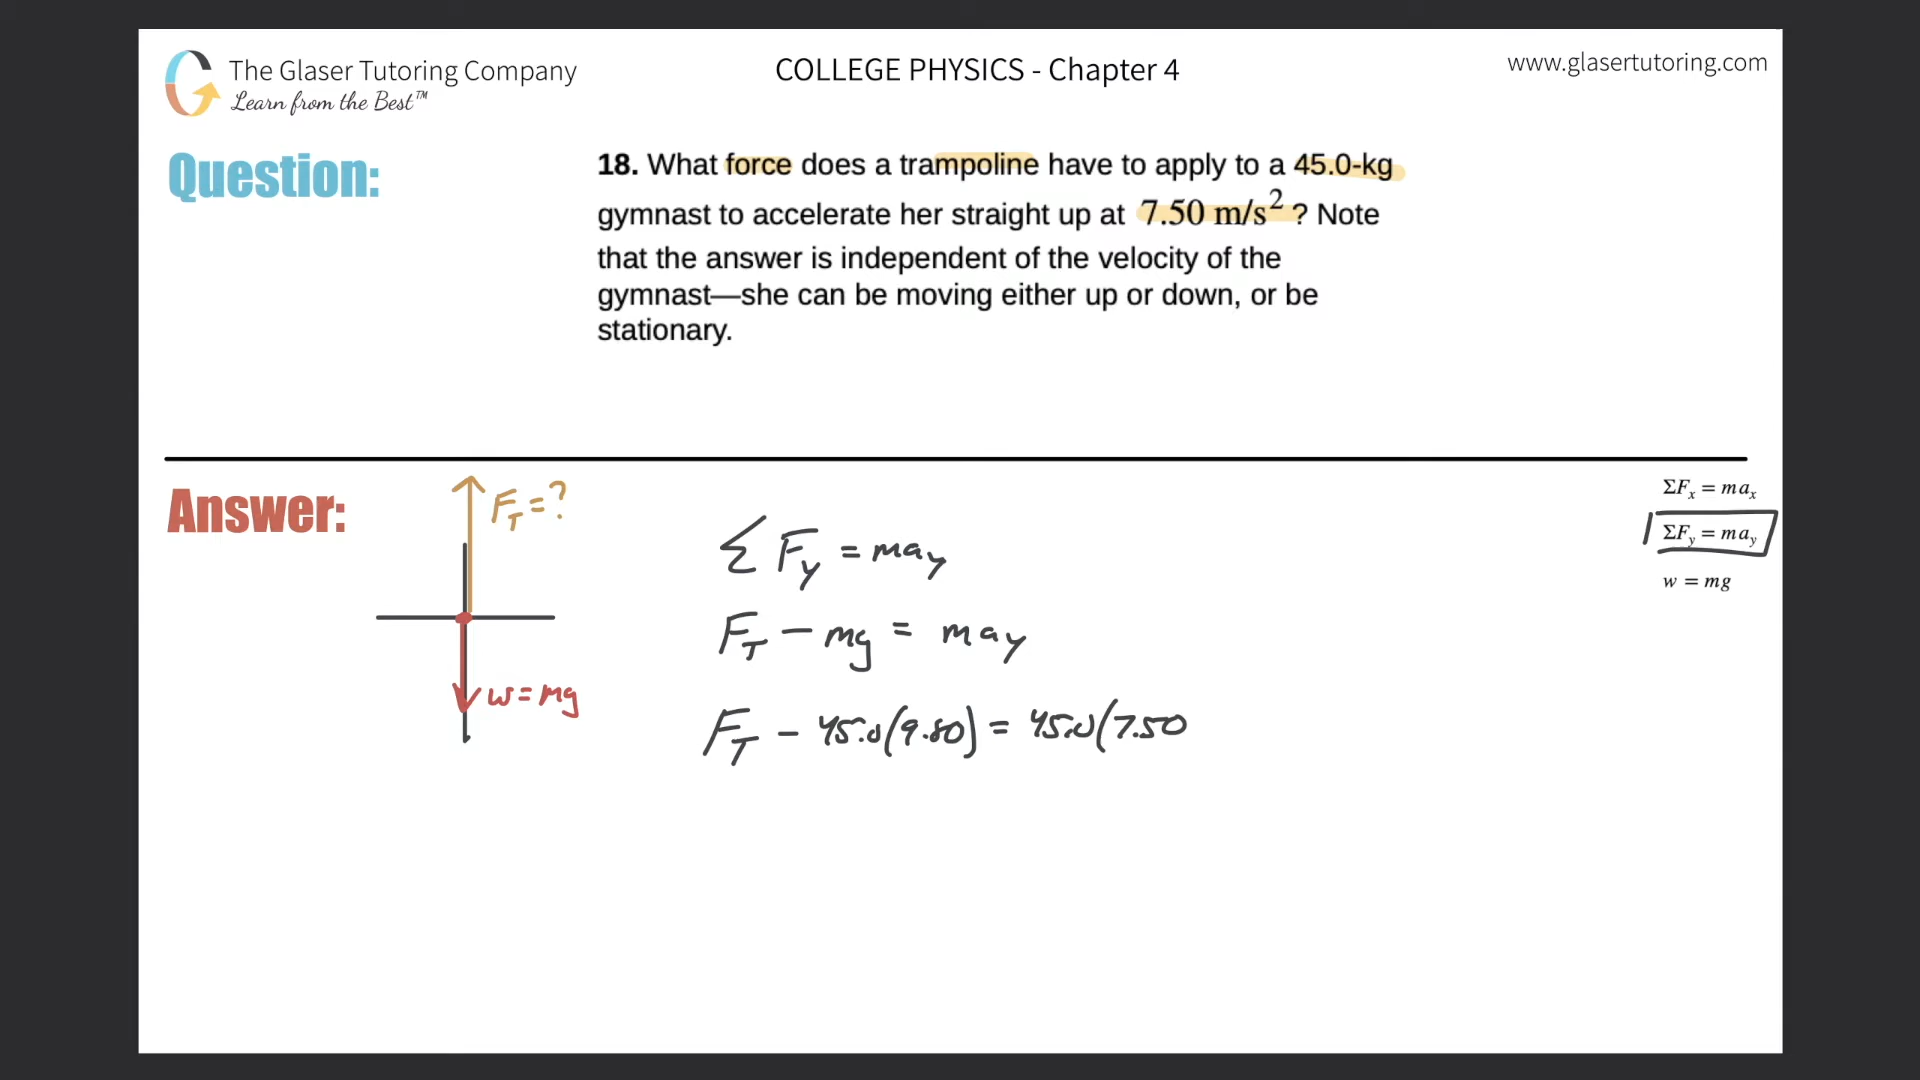 The Glaser Tutoring Company
Learn from the Best™
COLLEGE PHYSICS - Chapter 4
www.glasertutoring.com
Question:
18. What force does a trampoline have to apply to a 45.0-kg
gymnast to accelerate her straight up at 7.50 m/s² ? Note
that the answer is independent of the velocity of the
gymnast—she can be moving either up or down, or be
stationary.
Answer:
F_T = ?
w = mg
Σ F_y = ma_y
F_T − mg = ma_y
F_T − 45.0(9.80) = 45.0(7.50
ΣF_x = ma_x
ΣF_y = ma_y
w = mg